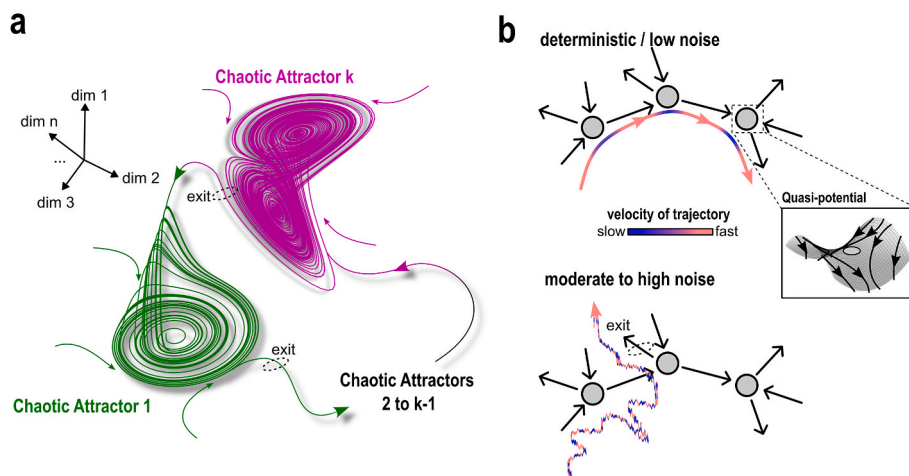 a
Chaotic Attractor k
dim 1
dim n
...
dim 2
dim 3
exit
exit
Chaotic Attractor 1
Chaotic Attractors
2 to k-1
b
deterministic / low noise
Quasi-potential
velocity of trajectory
slow
fast
moderate to high noise
exit